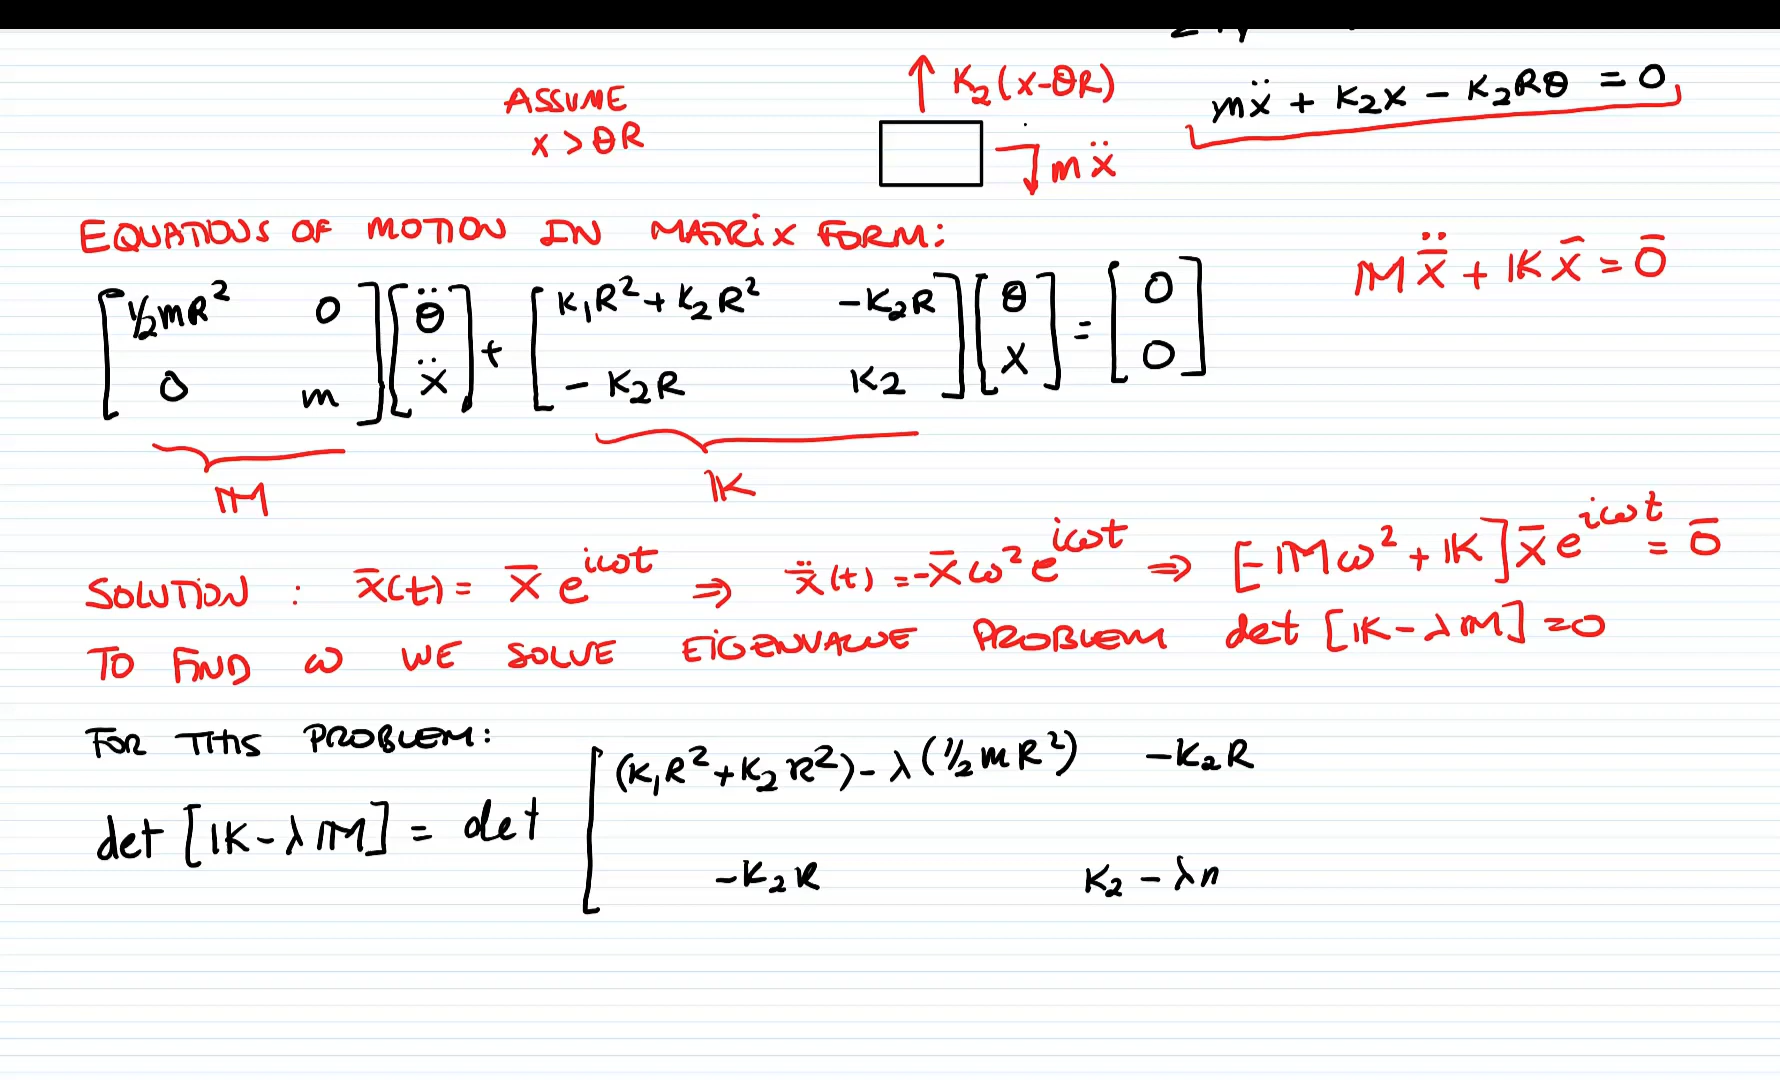 ASSUME
x > θR
↑ K₂(x-θR)
mẍ
mẍ + K₂x - K₂Rθ = 0
EQUATIONS OF MOTION IN MATRIX FORM:
M ẍ̄ + K x̄ = 0̄
[½mR² 0; 0 m] [θ̈; ẍ] + [K₁R² + K₂R² -K₂R; -K₂R K₂] [θ; x] = [0; 0]
M
K
SOLUTION : x̄(t) = X̄ e^{iωt} ⇒ ẍ̄(t) = -X̄ω²e^{iωt} ⇒ [-Mω² + K] X̄ e^{iωt} = 0̄
TO FIND ω WE SOLVE EIGENVALUE PROBLEM det [K - λM] = 0
FOR THIS PROBLEM:
det [K - λM] = det [(K₁R² + K₂R²) - λ(½mR²) -K₂R; -K₂R K₂ - λn